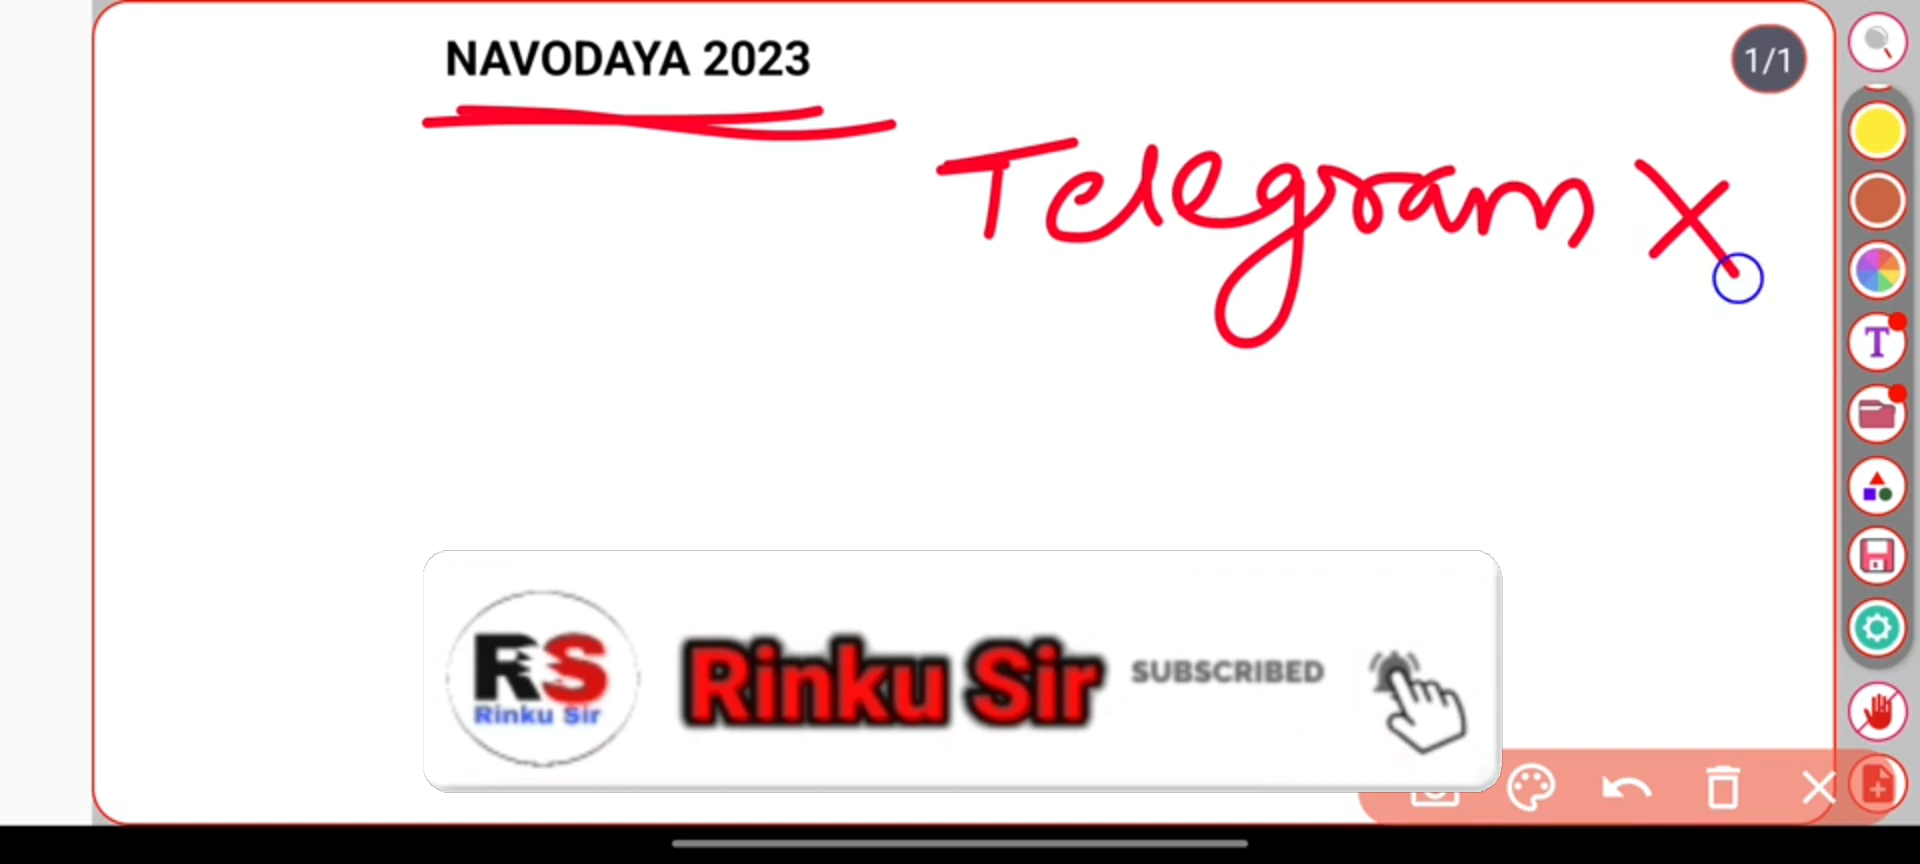 NAVODAYA 2023
1/1
Telegram X
T
RS
Rinku Sir
Rinku Sir
SUBSCRIBED